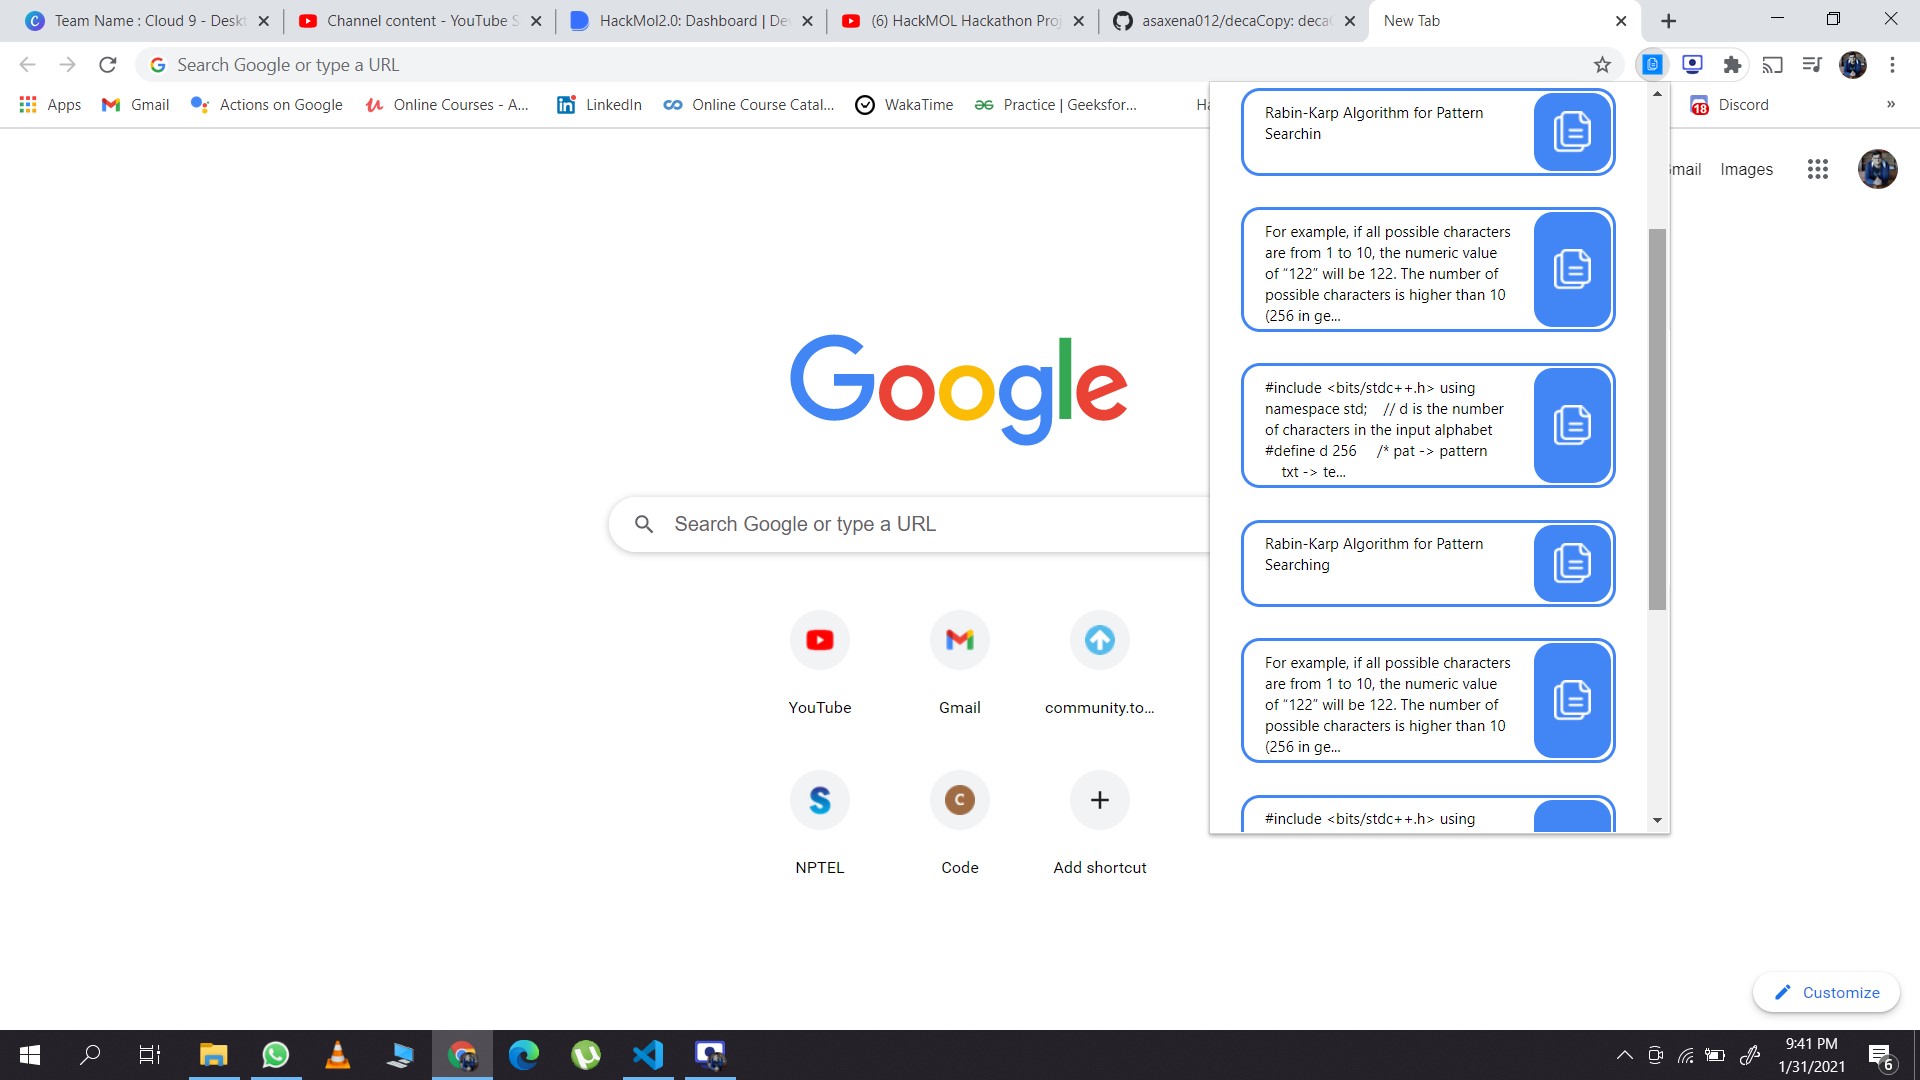 Team Name : Cloud 9 - Deskt
Channel content - YouTube S
HackMol2.0: Dashboard | De
(6) HackMOL Hackathon Proj
asaxena012/decaCopy: deca
New Tab
Search Google or type a URL
Apps
Gmail
Actions on Google
Online Courses - A...
LinkedIn
Online Course Catal...
WakaTime
Practice | Geeksfor...
Ha
18
Discord
»
mail
Images
Google
Search Google or type a URL
YouTube
Gmail
community.to...
NPTEL
C
Code
Add shortcut
Rabin-Karp Algorithm for Pattern
Searchin
For example, if all possible characters
are from 1 to 10, the numeric value
of “122” will be 122. The number of
possible characters is higher than 10
(256 in ge...
#include <bits/stdc++.h> using
namespace std; // d is the number
of characters in the input alphabet
#define d 256 /* pat -> pattern
txt -> te...
Rabin-Karp Algorithm for Pattern
Searching
For example, if all possible characters
are from 1 to 10, the numeric value
of “122” will be 122. The number of
possible characters is higher than 10
(256 in ge...
#include <bits/stdc++.h> using
Customize
9:41 PM
1/31/2021
6